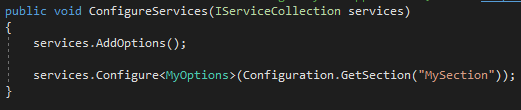 public void ConfigureServices(IServiceCollection services)
{
    services.AddOptions();
    services.Configure<MyOptions>(Configuration.GetSection("MySection"));
}